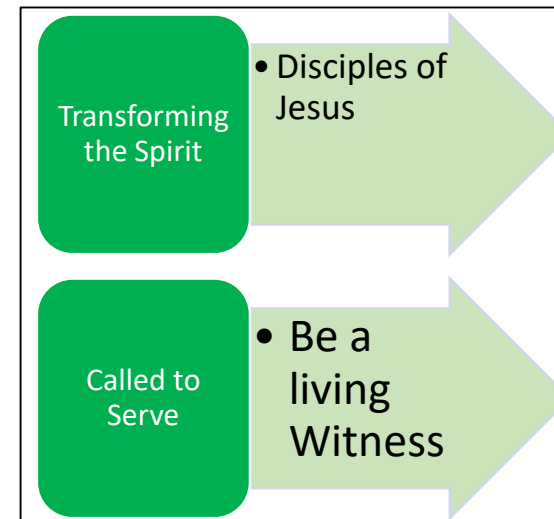 Transforming
the Spirit
• Disciples of
Jesus
Called to
Serve
• Be a
living
Witness